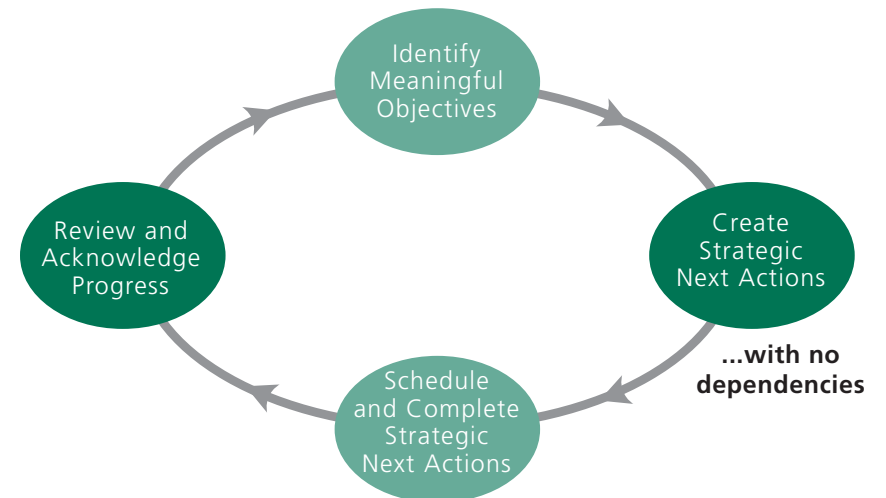 Identify
Meaningful
Objectives
Create
Strategic
Next Actions
...with no
dependencies
Schedule
and Complete
Strategic
Next Actions
Review and
Acknowledge
Progress